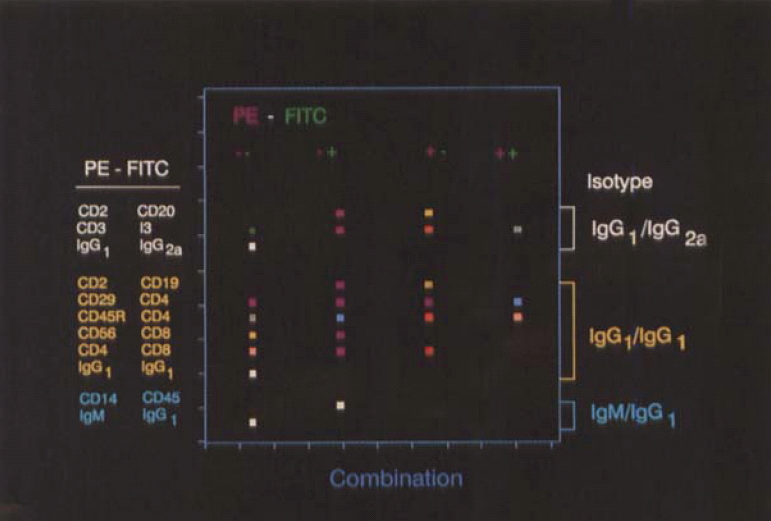 PE - FITC
-- -+ +- ++
PE - FITC
CD2 CD20
CD3 I3
IgG1 IgG2a
CD2 CD19
CD29 CD4
CD45R CD4
CD56 CD8
CD4 CD8
IgG1 IgG1
CD14 CD45
IgM IgG1
Isotype
IgG1/IgG2a
IgG1/IgG1
IgM/IgG1
Combination